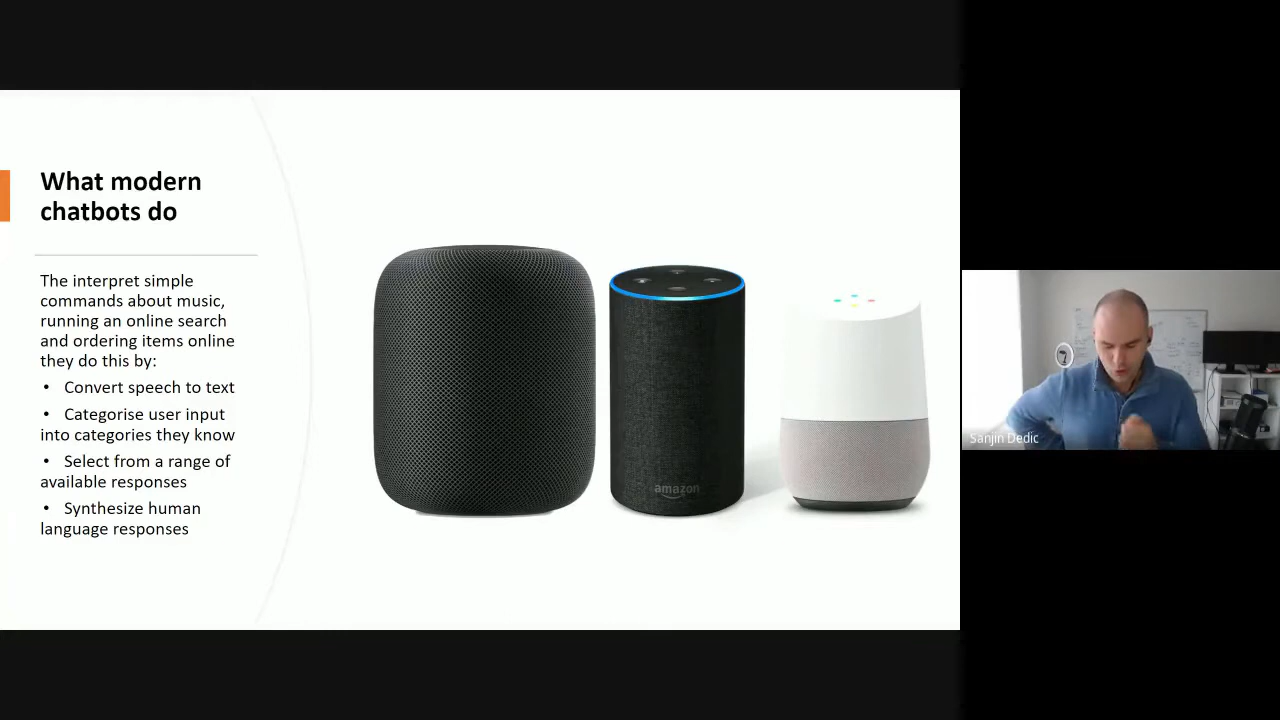 What modern
chatbots do
The interpret simple
commands about music,
running an online search
and ordering items online
they do this by:
• Convert speech to text
• Categorise user input
into categories they know
• Select from a range of
available responses
• Synthesize human
language responses
amazon
Sanjin Dedic